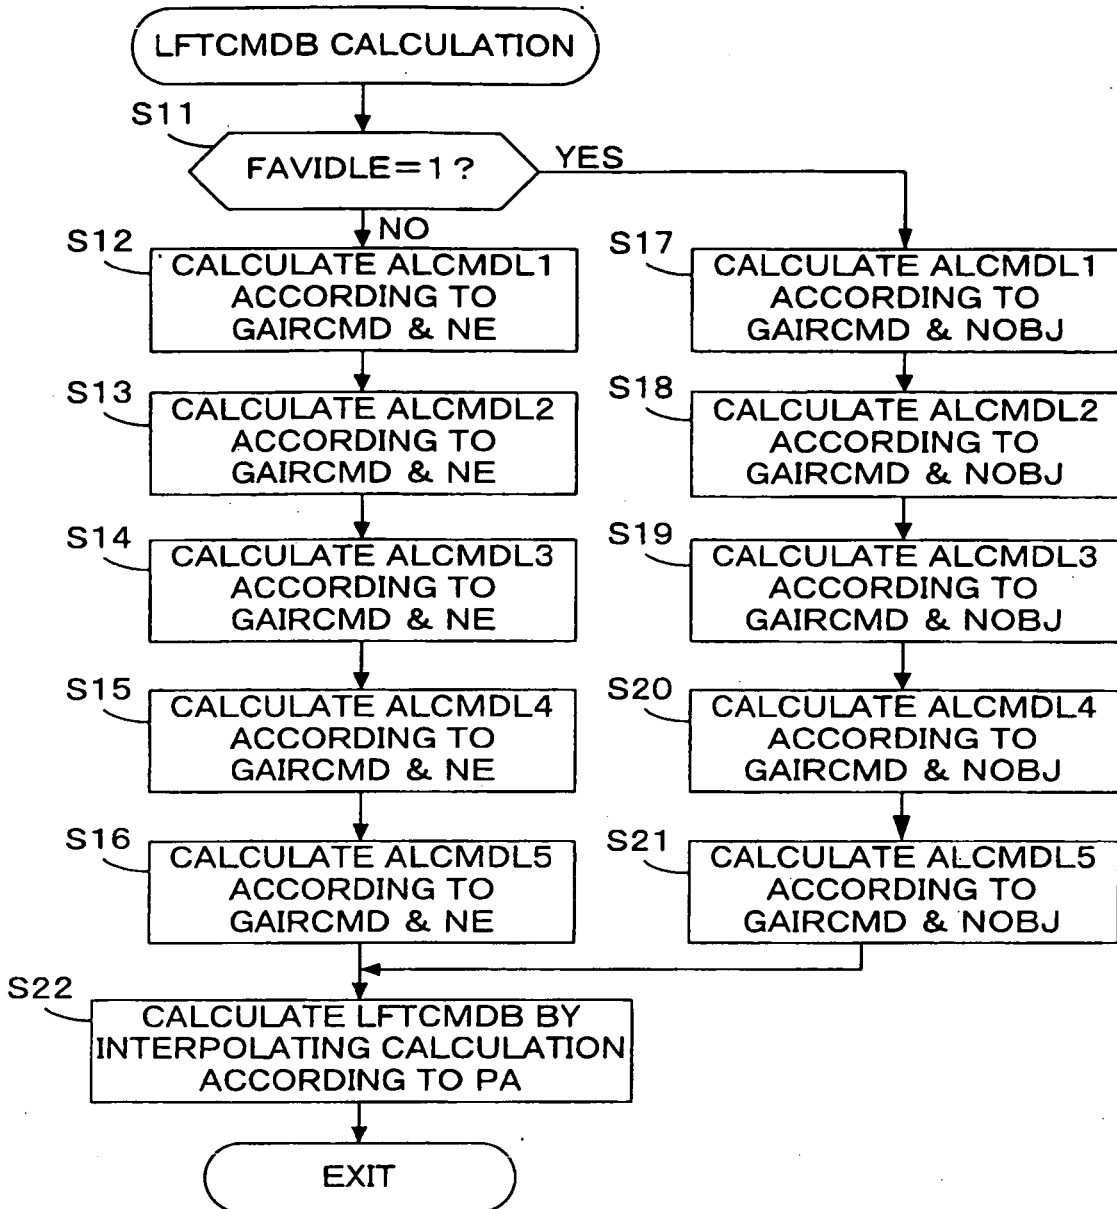 LFTCMDB CALCULATION
S11
FAVIDLE=1?
YES
NO
S12
CALCULATE ALCMDL1
ACCORDING TO
GAIRCMD & NE
S13
CALCULATE ALCMDL2
ACCORDING TO
GAIRCMD & NE
S14
CALCULATE ALCMDL3
ACCORDING TO
GAIRCMD & NE
S15
CALCULATE ALCMDL4
ACCORDING TO
GAIRCMD & NE
S16
CALCULATE ALCMDL5
ACCORDING TO
GAIRCMD & NE
S17
CALCULATE ALCMDL1
ACCORDING TO
GAIRCMD & NOBJ
S18
CALCULATE ALCMDL2
ACCORDING TO
GAIRCMD & NOBJ
S19
CALCULATE ALCMDL3
ACCORDING TO
GAIRCMD & NOBJ
S20
CALCULATE ALCMDL4
ACCORDING TO
GAIRCMD & NOBJ
S21
CALCULATE ALCMDL5
ACCORDING TO
GAIRCMD & NOBJ
S22
CALCULATE LFTCMDB BY
INTERPOLATING CALCULATION
ACCORDING TO PA
EXIT